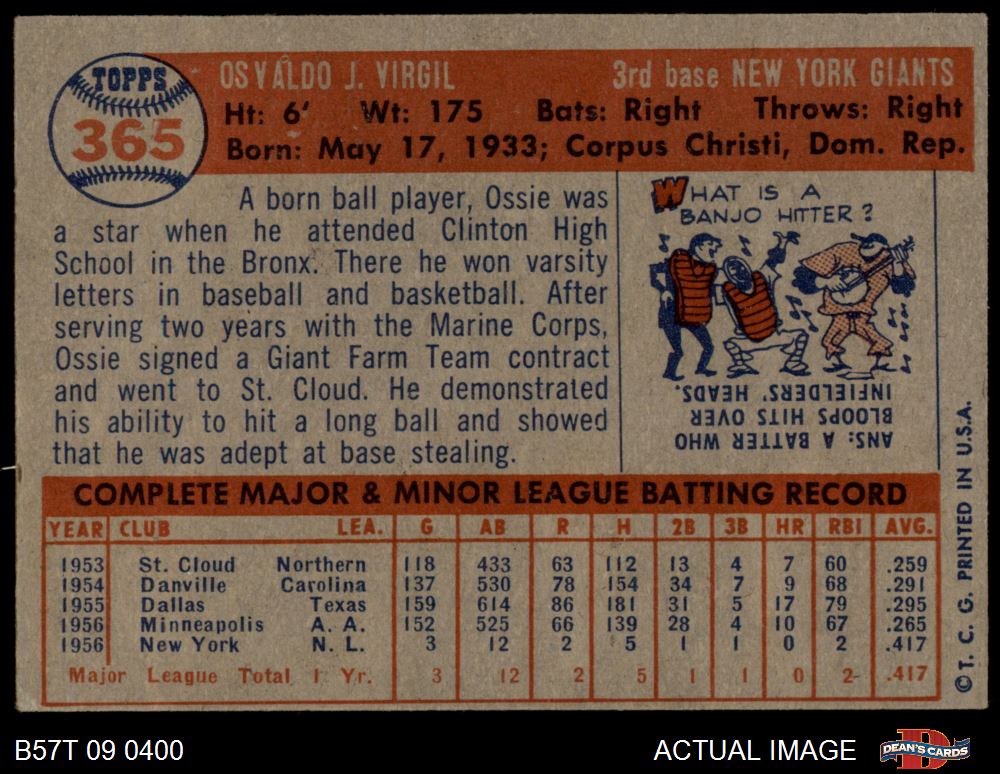 TOPPS
365
OSVALDO J. VIRGIL 3rd base NEW YORK GIANTS
Ht: 6' Wt: 175 Bats: Right Throws: Right
Born: May 17, 1933; Corpus Christi, Dom. Rep.
A born ball player, Ossie was
a star when he attended Clinton High
School in the Bronx. There he won varsity
letters in baseball and basketball. After
serving two years with the Marine Corps,
Ossie signed a Giant Farm Team contract
and went to St. Cloud. He demonstrated
his ability to hit a long ball and showed
that he was adept at base stealing.
WHAT IS A
BANJO HITTER?
ANS: A BATTER WHO
BLOOPS HITS OVER
INFIELDERS' HEADS.
COMPLETE MAJOR & MINOR LEAGUE BATTING RECORD
YEAR CLUB LEA. G AB R H 2B 3B HR RBI AVG.
1953 St. Cloud Northern 118 433 63 112 13 4 7 60 .259
1954 Danville Carolina 137 530 78 154 34 7 9 68 .291
1955 Dallas Texas 159 614 86 181 31 5 17 79 .295
1956 Minneapolis A. A. 152 525 66 139 28 4 10 67 .265
1956 New York N. L. 3 12 2 5 1 1 0 2 .417
Major League Total 1 Yr. 3 12 2 5 1 1 0 2 .417
© T. C. G. PRINTED IN U.S.A.
B57T 09 0400 ACTUAL IMAGE DEAN'S CARDS